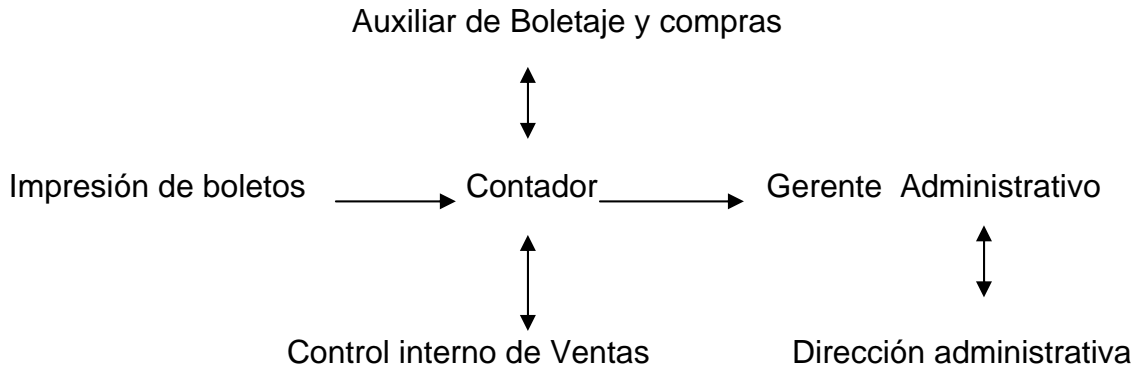 Auxiliar de Boletaje y compras
Impresión de boletos Contador Gerente Administrativo
Control interno de Ventas Dirección administrativa